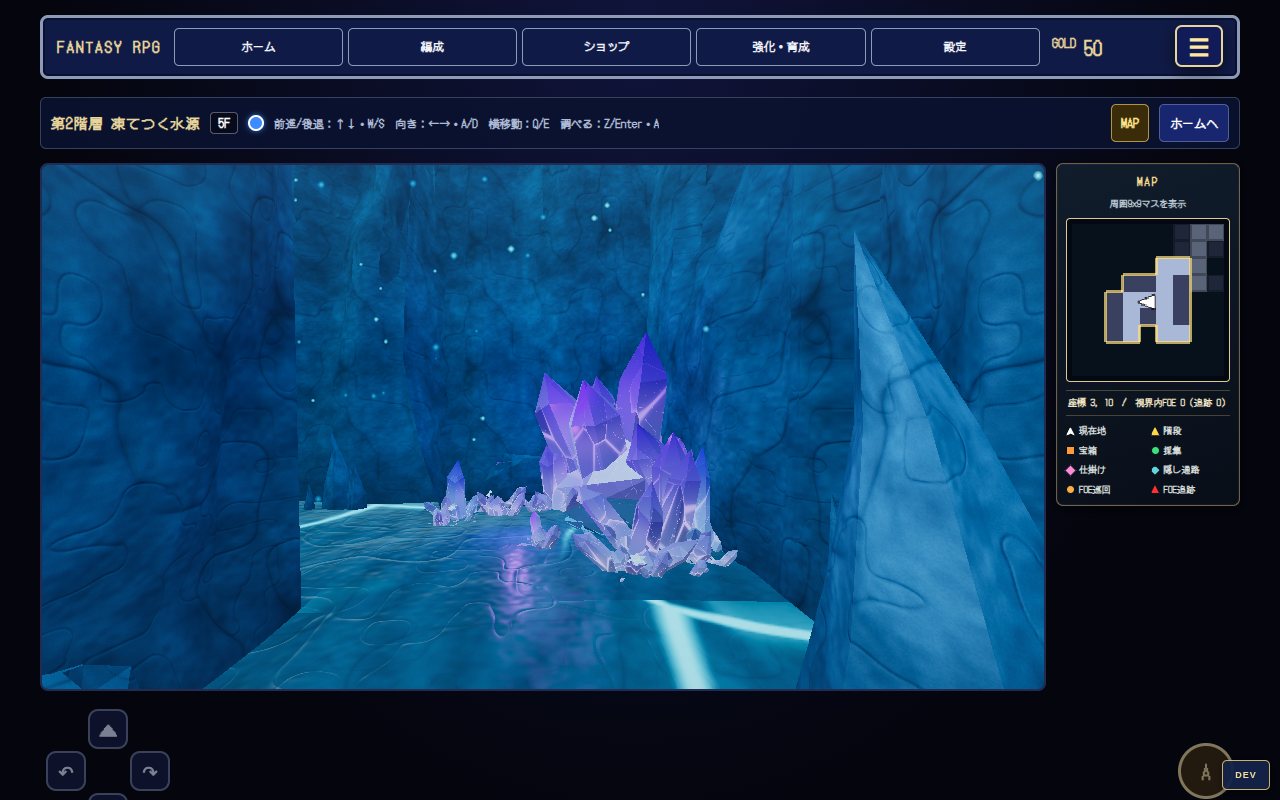 FANTASY RPG
ホーム
編成
ショップ
強化・育成
設定
GOLD 50
第2階層 凍てつく水源
5F
前進/後退：↑↓・W/S 向き：←→・A/D 横移動：Q/E 調べる：Z/Enter・A
MAP
ホームへ
MAP
周囲9x9マスを表示
座標 3, 10 / 視界内FOE 0 (追跡 0)
現在地
階段
宝箱
採集
仕掛け
隠し通路
FOE巡回
FOE追跡
A
DEV